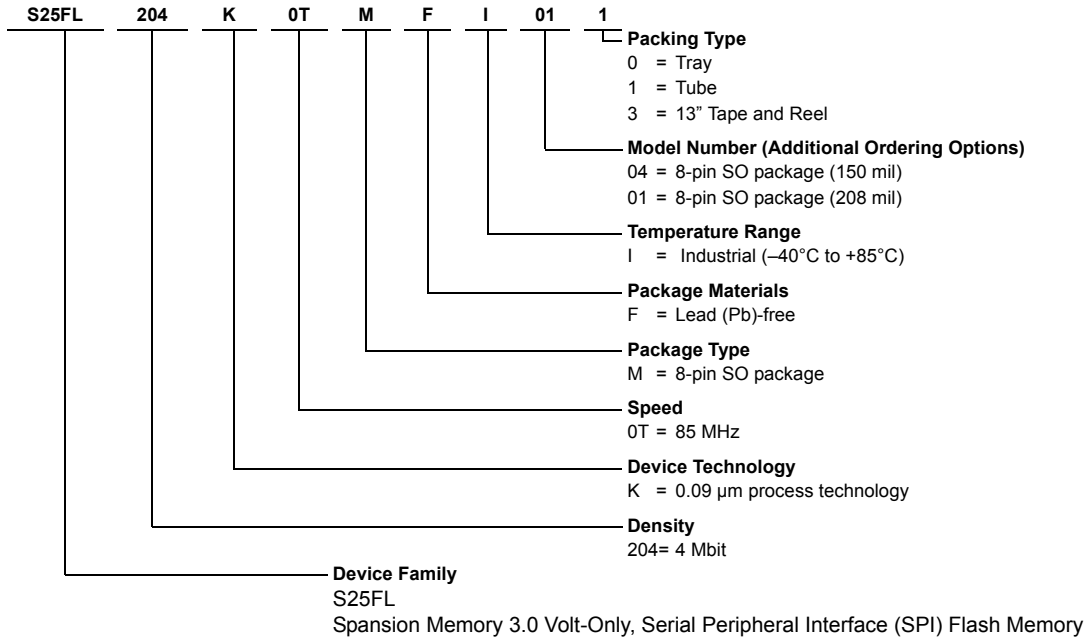 S25FL 204 K 0T M F I 01 1
Packing Type
0 = Tray
1 = Tube
3 = 13” Tape and Reel
Model Number (Additional Ordering Options)
04 = 8-pin SO package (150 mil)
01 = 8-pin SO package (208 mil)
Temperature Range
I = Industrial (–40°C to +85°C)
Package Materials
F = Lead (Pb)-free
Package Type
M = 8-pin SO package
Speed
0T = 85 MHz
Device Technology
K = 0.09 µm process technology
Density
204= 4 Mbit
Device Family
S25FL
Spansion Memory 3.0 Volt-Only, Serial Peripheral Interface (SPI) Flash Memory